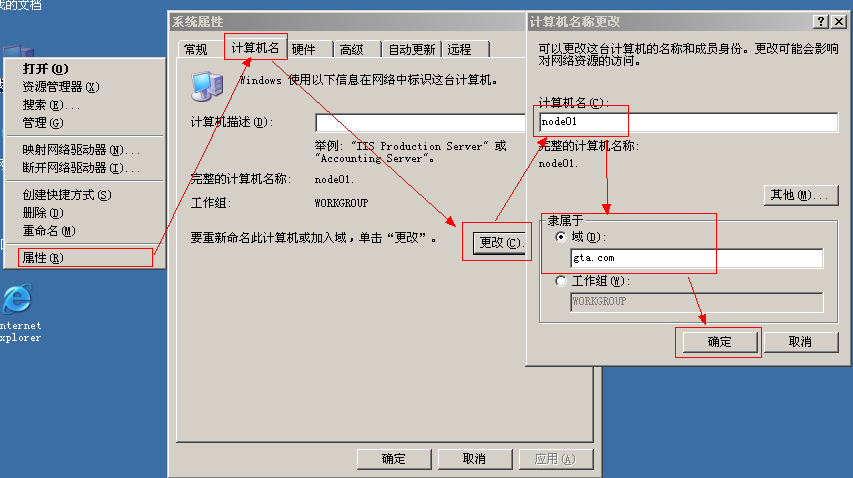 我的文档
打开(O)
资源管理器(X)
搜索(E)...
管理(G)
映射网络驱动器(N)...
断开网络驱动器(I)...
创建快捷方式(S)
删除(D)
重命名(M)
属性(R)
Internet
Explorer
系统属性
常规
计算机名
硬件
高级
自动更新
远程
Windows 使用以下信息在网络中标识这台计算机。
计算机描述(D):
举例: "IIS Production Server" 或
"Accounting Server"。
完整的计算机名称:
node01.
工作组:
WORKGROUP
要重新命名此计算机或加入域,单击“更改”。
更改(C).
确定
取消
应用(A)
计算机名称更改
可以更改这台计算机的名称和成员身份。更改可能会影响
对网络资源的访问。
计算机名(C):
node01
完整的计算机名称:
node01.
其他(M)...
隶属于
域(D):
gta.com
工作组(W):
WORKGROUP
确定
取消